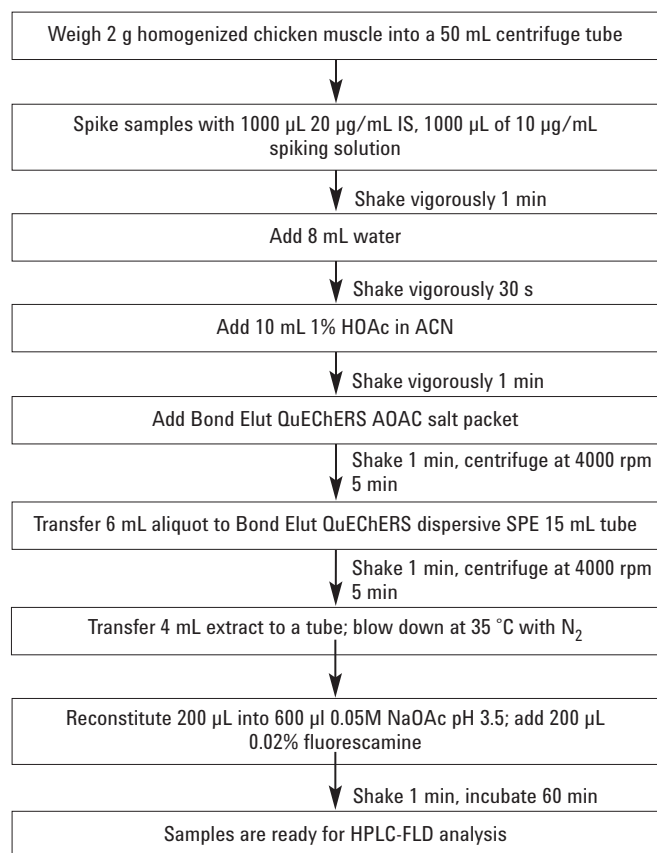 Weigh 2 g homogenized chicken muscle into a 50 mL centrifuge tube
Spike samples with 1000 µL 20 µg/mL IS, 1000 µL of 10 µg/mL
spiking solution
Shake vigorously 1 min
Add 8 mL water
Shake vigorously 30 s
Add 10 mL 1% HOAc in ACN
Shake vigorously 1 min
Add Bond Elut QuEChERS AOAC salt packet
Shake 1 min, centrifuge at 4000 rpm
5 min
Transfer 6 mL aliquot to Bond Elut QuEChERS dispersive SPE 15 mL tube
Shake 1 min, centrifuge at 4000 rpm
5 min
Transfer 4 mL extract to a tube; blow down at 35 °C with N₂
Reconstitute 200 µL into 600 µl 0.05M NaOAc pH 3.5; add 200 µL
0.02% fluorescamine
Shake 1 min, incubate 60 min
Samples are ready for HPLC-FLD analysis